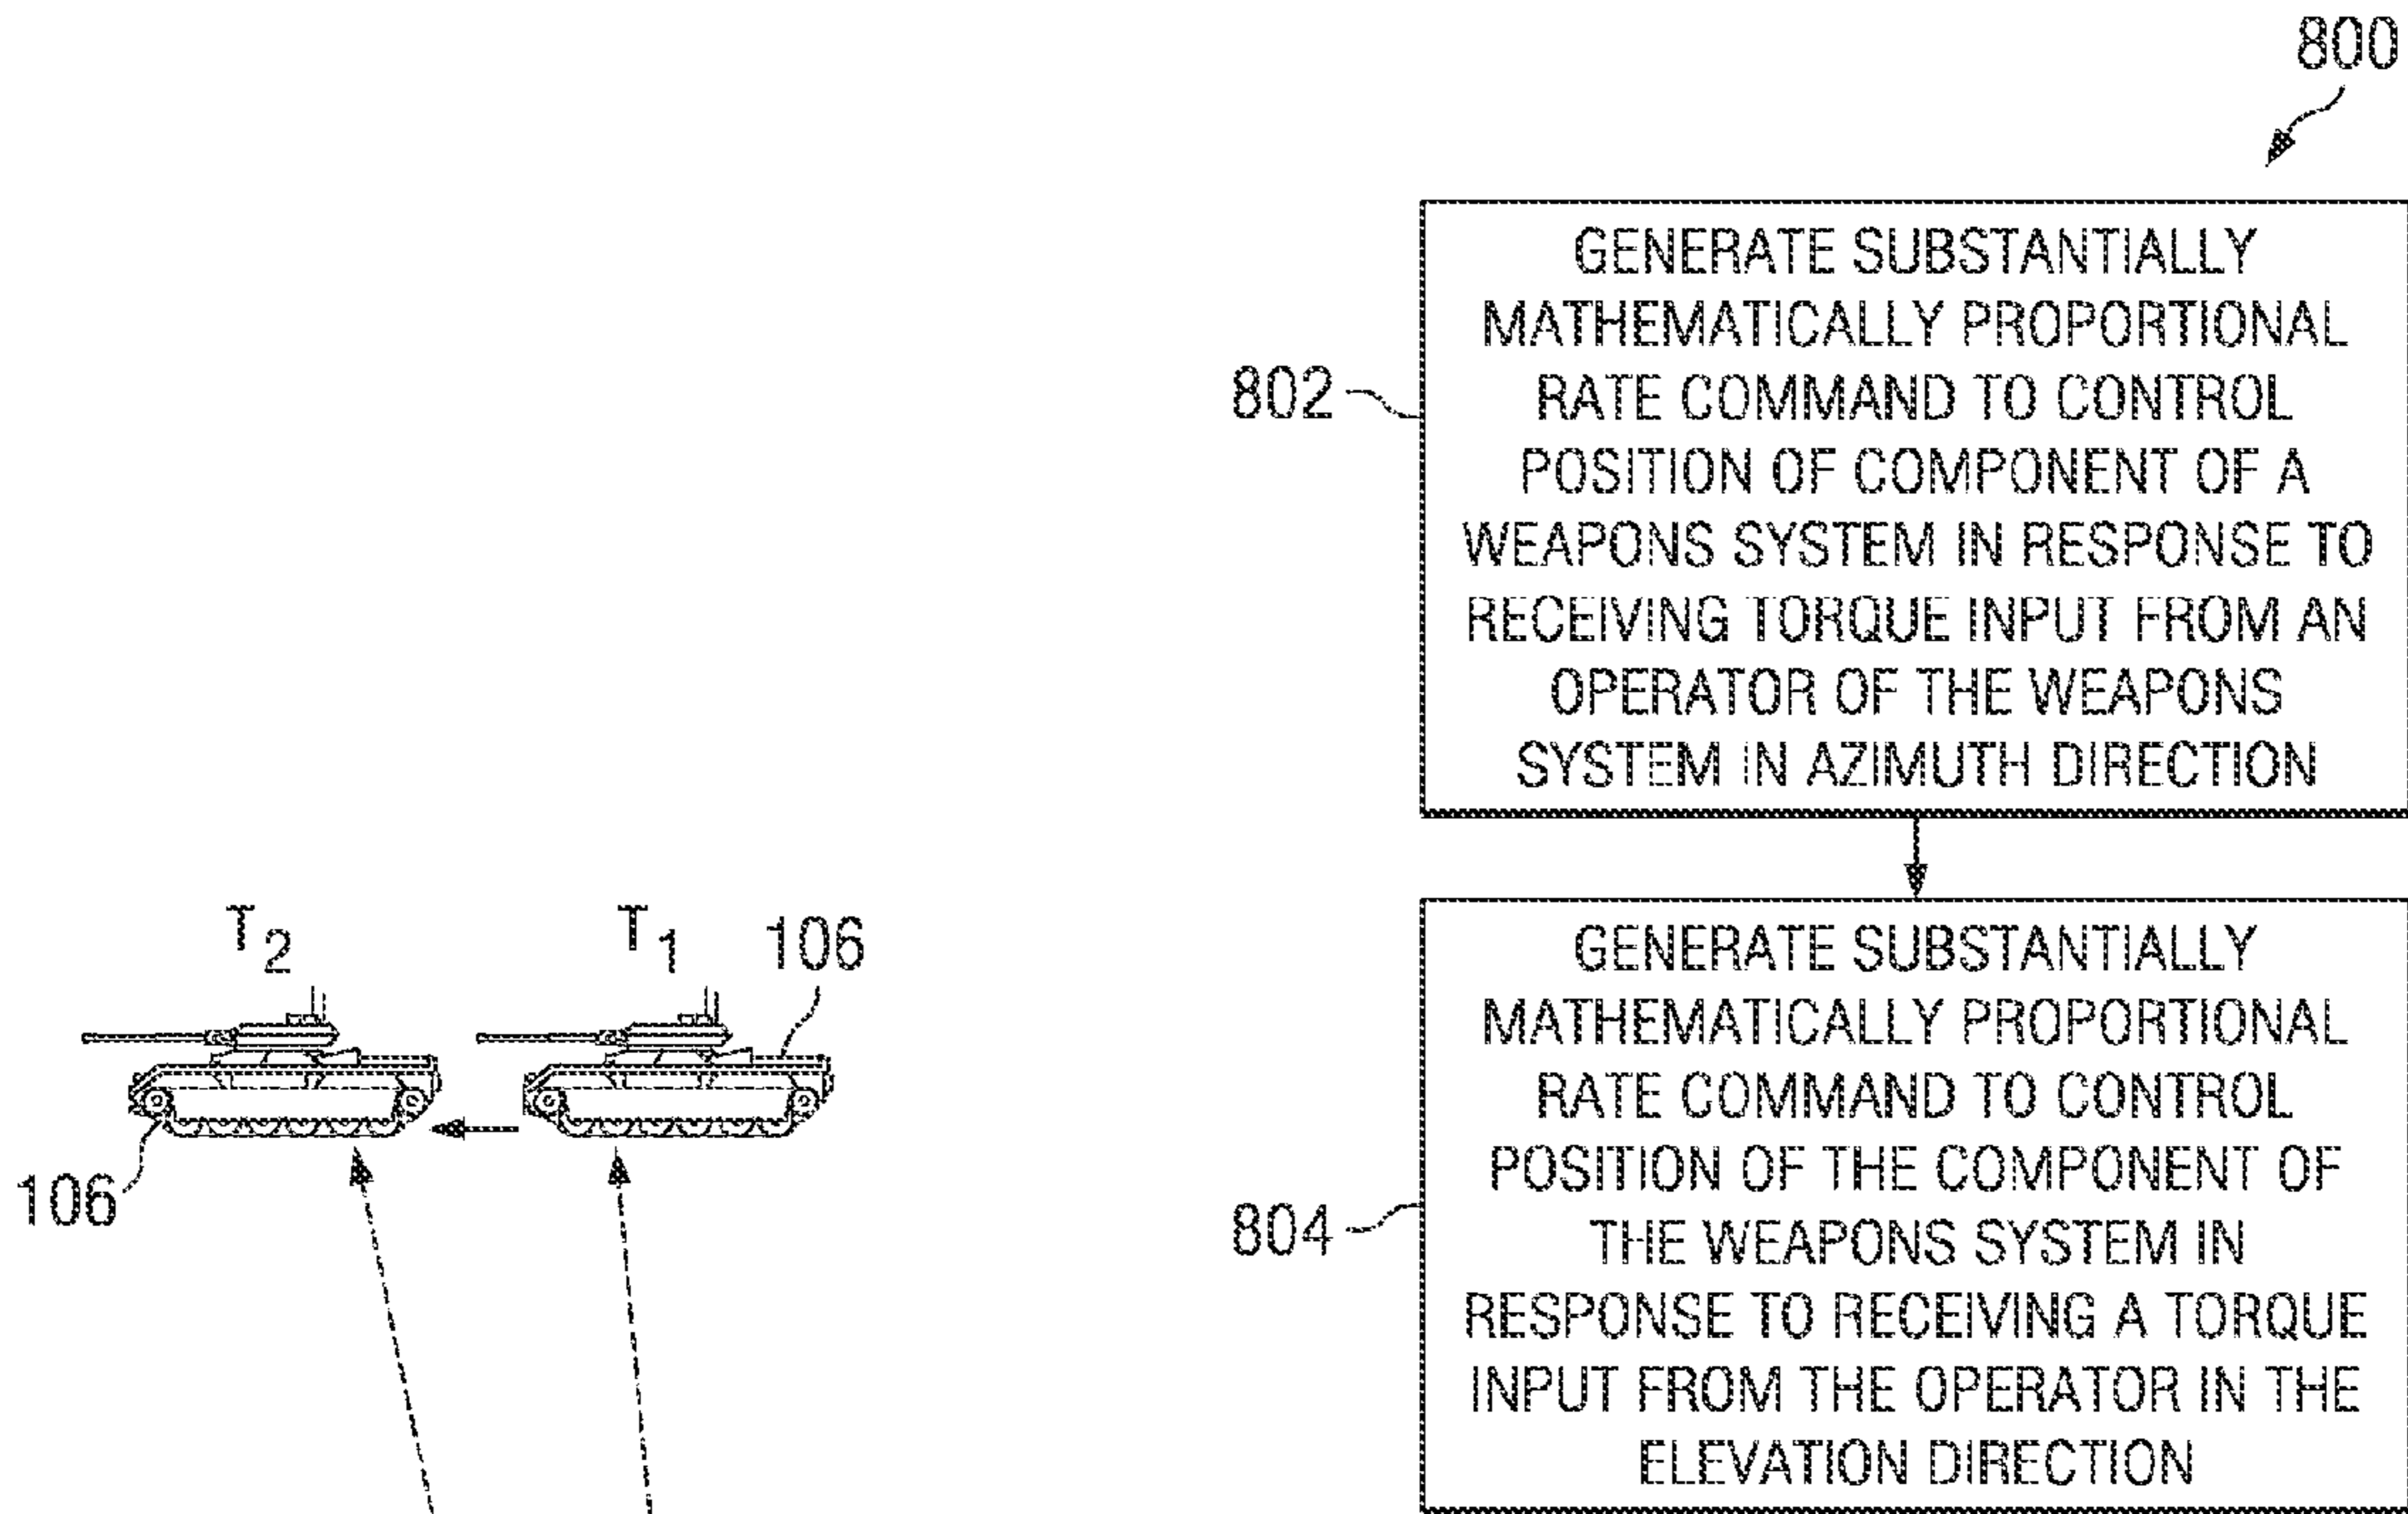 800
GENERATE SUBSTANTIALLY
MATHEMATICALLY PROPORTIONAL
RATE COMMAND TO CONTROL
POSITION OF COMPONENT OF A
WEAPONS SYSTEM IN RESPONSE TO
RECEIVING TORQUE INPUT FROM AN
OPERATOR OF THE WEAPONS
SYSTEM IN AZIMUTH DIRECTION
802
T2
T1
106
106
GENERATE SUBSTANTIALLY
MATHEMATICALLY PROPORTIONAL
RATE COMMAND TO CONTROL
POSITION OF THE COMPONENT OF
THE WEAPONS SYSTEM IN
RESPONSE TO RECEIVING A TORQUE
INPUT FROM THE OPERATOR IN THE
ELEVATION DIRECTION
804